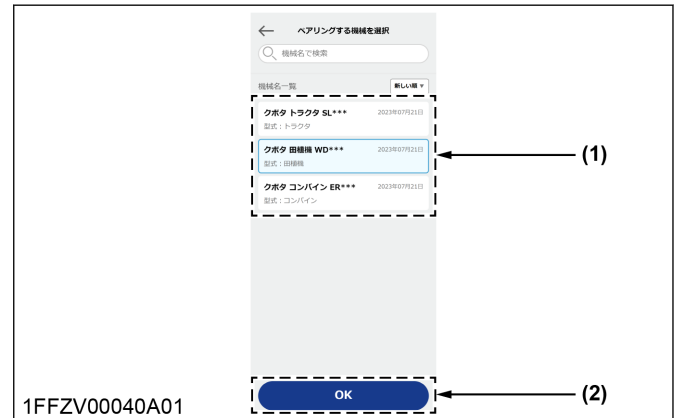 ← ペアリングする機械を選択
機械名で検索
機械名一覧 新しい順 ▼
クボタ トラクタ SL*** 2023年07月21日
型式：トラクタ
クボタ 田植機 WD*** 2023年07月21日
型式：田植機
クボタ コンバイン ER*** 2023年07月21日
型式：コンバイン
(1)
OK
(2)
1FFZV00040A01